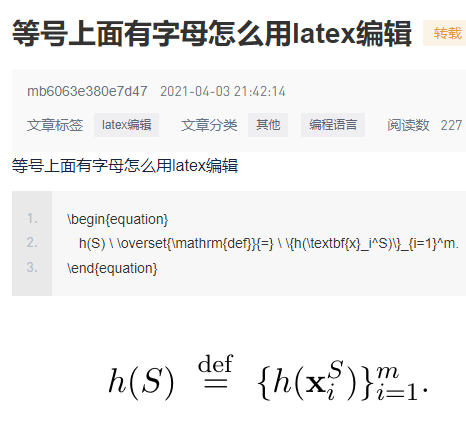 等号上面有字母怎么用latex编辑 转载
mb6063e380e7d47 2021-04-03 21:42:14
文章标签 latex编辑 文章分类 其他 编程语言 阅读数 227
等号上面有字母怎么用latex编辑
1. \begin{equation}
2. h(S) \ \overset{\mathrm{def}}{=} \ \{h(\textbf{x}_i^S)\}_{i=1}^m.
3. \end{equation}
h(S) \overset{\mathrm{def}}{=} \{h(\mathbf{x}_i^S)\}_{i=1}^m.